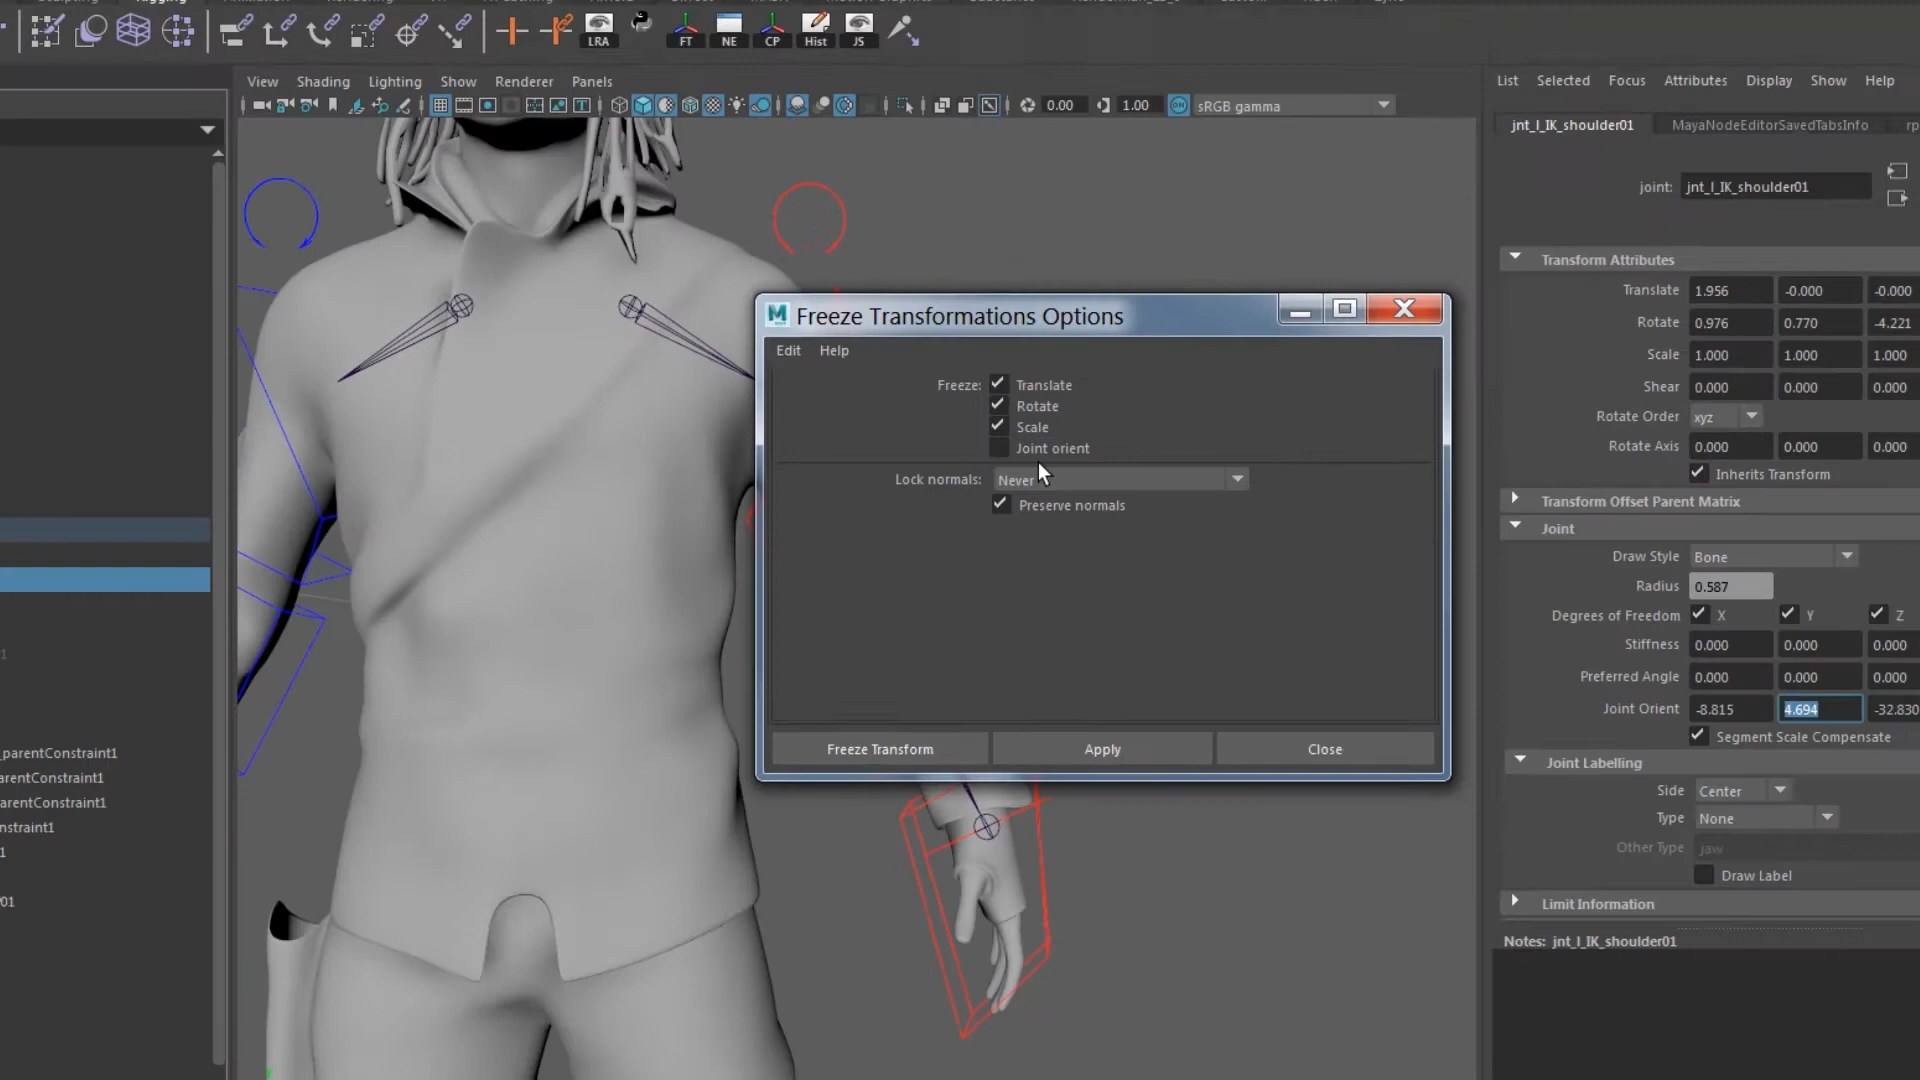 Rigging
LRA
FT
NE
CP
Hist
JS
View Shading Lighting Show Renderer Panels
0.00
1.00
sRGB gamma
List Selected Focus Attributes Display Show Help
jnt_l_IK_shoulder01 MayaNodeEditorSavedTabsInfo rp
joint: jnt_l_IK_shoulder01
Transform Attributes
Translate 1.956 -0.000 -0.000
Rotate 0.976 0.770 -4.221
Scale 1.000 1.000 1.000
Shear 0.000 0.000 0.000
Rotate Order xyz
Rotate Axis 0.000 0.000 0.000
Inherits Transform
Transform Offset Parent Matrix
Joint
Draw Style Bone
Radius 0.587
Degrees of Freedom X Y Z
Stiffness 0.000 0.000 0.000
Preferred Angle 0.000 0.000 0.000
Joint Orient -8.815 4.694 -32.830
Segment Scale Compensate
Joint Labelling
Side Center
Type None
Other Type jaw
Draw Label
Limit Information
Notes: jnt_l_IK_shoulder01
M Freeze Transformations Options
Edit Help
Freeze: Translate
Rotate
Scale
Joint orient
Lock normals: Never
Preserve normals
Freeze Transform Apply Close
1
_parentConstraint1
arentConstraint1
arentConstraint1
nstraint1
1
01